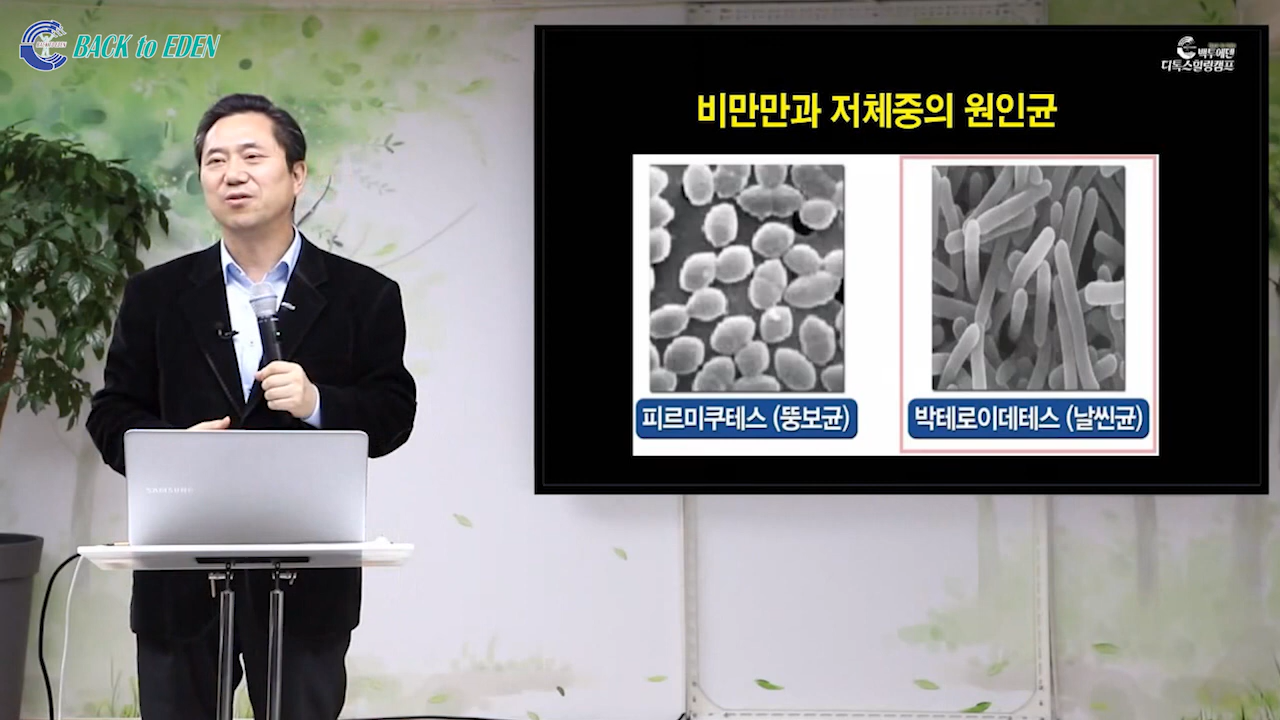 BACK to EDEN
백투에덴
디톡스힐링캠프
비만만과 저체중의 원인균
피르미쿠테스 (뚱보균)
박테로이데테스 (날씬균)